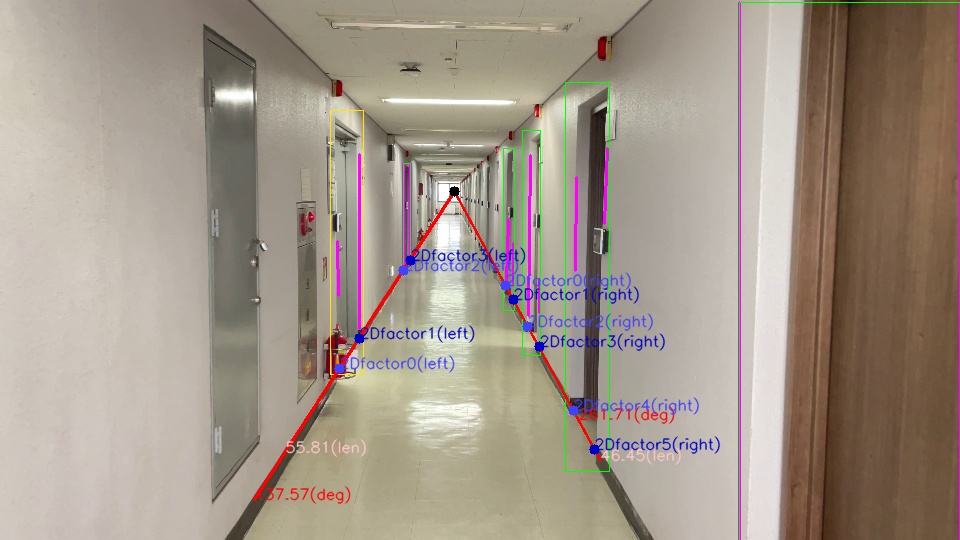 2Dfactor3(left)
2Dfactor2(left)
2Dfactor0(right)
2Dfactor1(right)
2Dfactor2(right)
2Dfactor1(left)
2Dfactor3(right)
2Dfactor0(left)
2Dfactor4(right)
61.71(deg)
2Dfactor5(right)
55.81(len)
46.45(len)
37.57(deg)